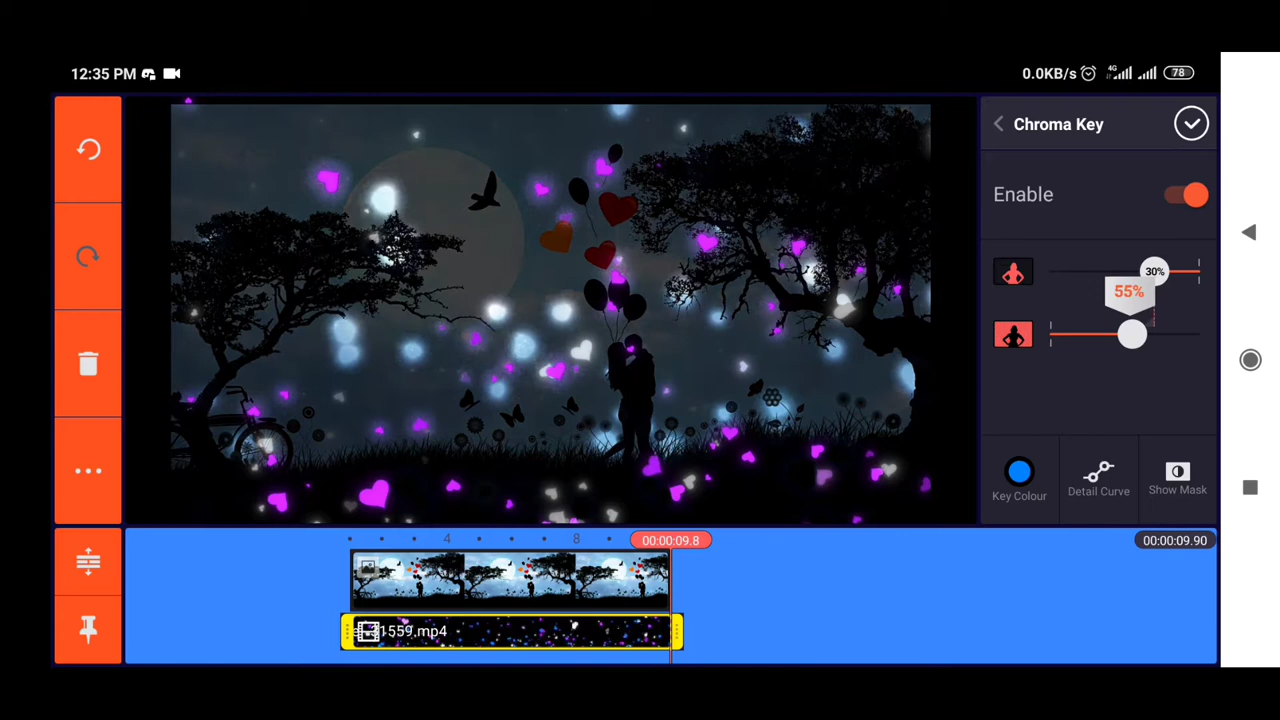 12:35 PM
0.0KB/s 4G 78
Chroma Key
Enable
30%
55%
Key Colour
Detail Curve
Show Mask
4
8
00:00:09.8
00:00:09.90
1559.mp4